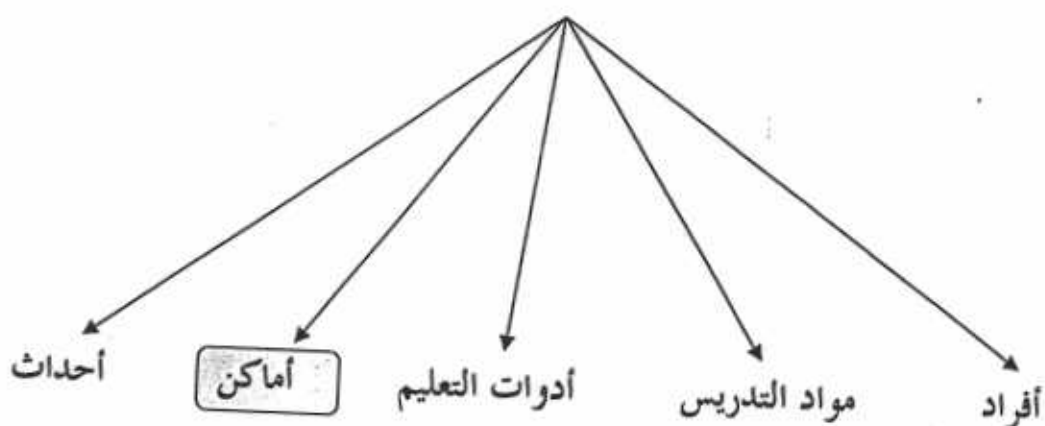 أفراد
مواد التدريس
أدوات التعليم
أماكن
أحداث